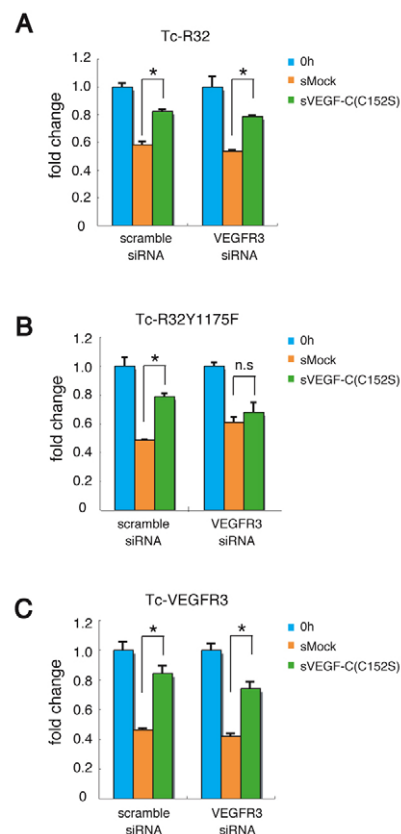 A
Tc-R32
fold change
1.2
1.0
0.8
0.6
0.4
0.2
0
*
*
0h
sMock
sVEGF-C(C152S)
scramble
siRNA
VEGFR3
siRNA
B
Tc-R32Y1175F
fold change
1.2
1.0
0.8
0.6
0.4
0.2
0
*
n.s
0h
sMock
sVEGF-C(C152S)
scramble
siRNA
VEGFR3
siRNA
C
Tc-VEGFR3
fold change
1.2
1.0
0.8
0.6
0.4
0.2
0
*
*
0h
sMock
sVEGF-C(C152S)
scramble
siRNA
VEGFR3
siRNA